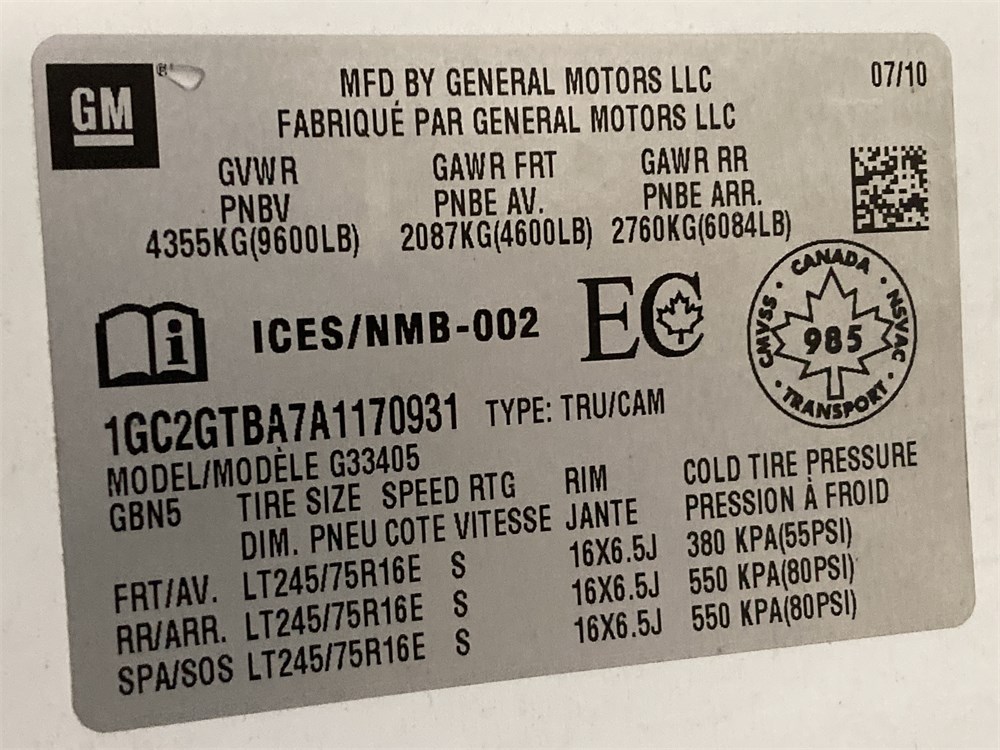 GM ®
MFD BY GENERAL MOTORS LLC
07/10
FABRIQUÉ PAR GENERAL MOTORS LLC
GVWR GAWR FRT GAWR RR
PNBV PNBE AV. PNBE ARR.
4355KG(9600LB) 2087KG(4600LB) 2760KG(6084LB)
i ICES/NMB-002 EC
CANADA
CMVSS 985 NSVAC
TRANSPORT
1GC2GTBA7A1170931 TYPE: TRU/CAM
MODEL/MODÈLE G33405
GBN5 TIRE SIZE SPEED RTG RIM COLD TIRE PRESSURE
DIM. PNEU COTE VITESSE JANTE PRESSION À FROID
FRT/AV. LT245/75R16E S 16X6.5J 380 KPA(55PSI)
RR/ARR. LT245/75R16E S 16X6.5J 550 KPA(80PSI)
SPA/SOS LT245/75R16E S 16X6.5J 550 KPA(80PSI)